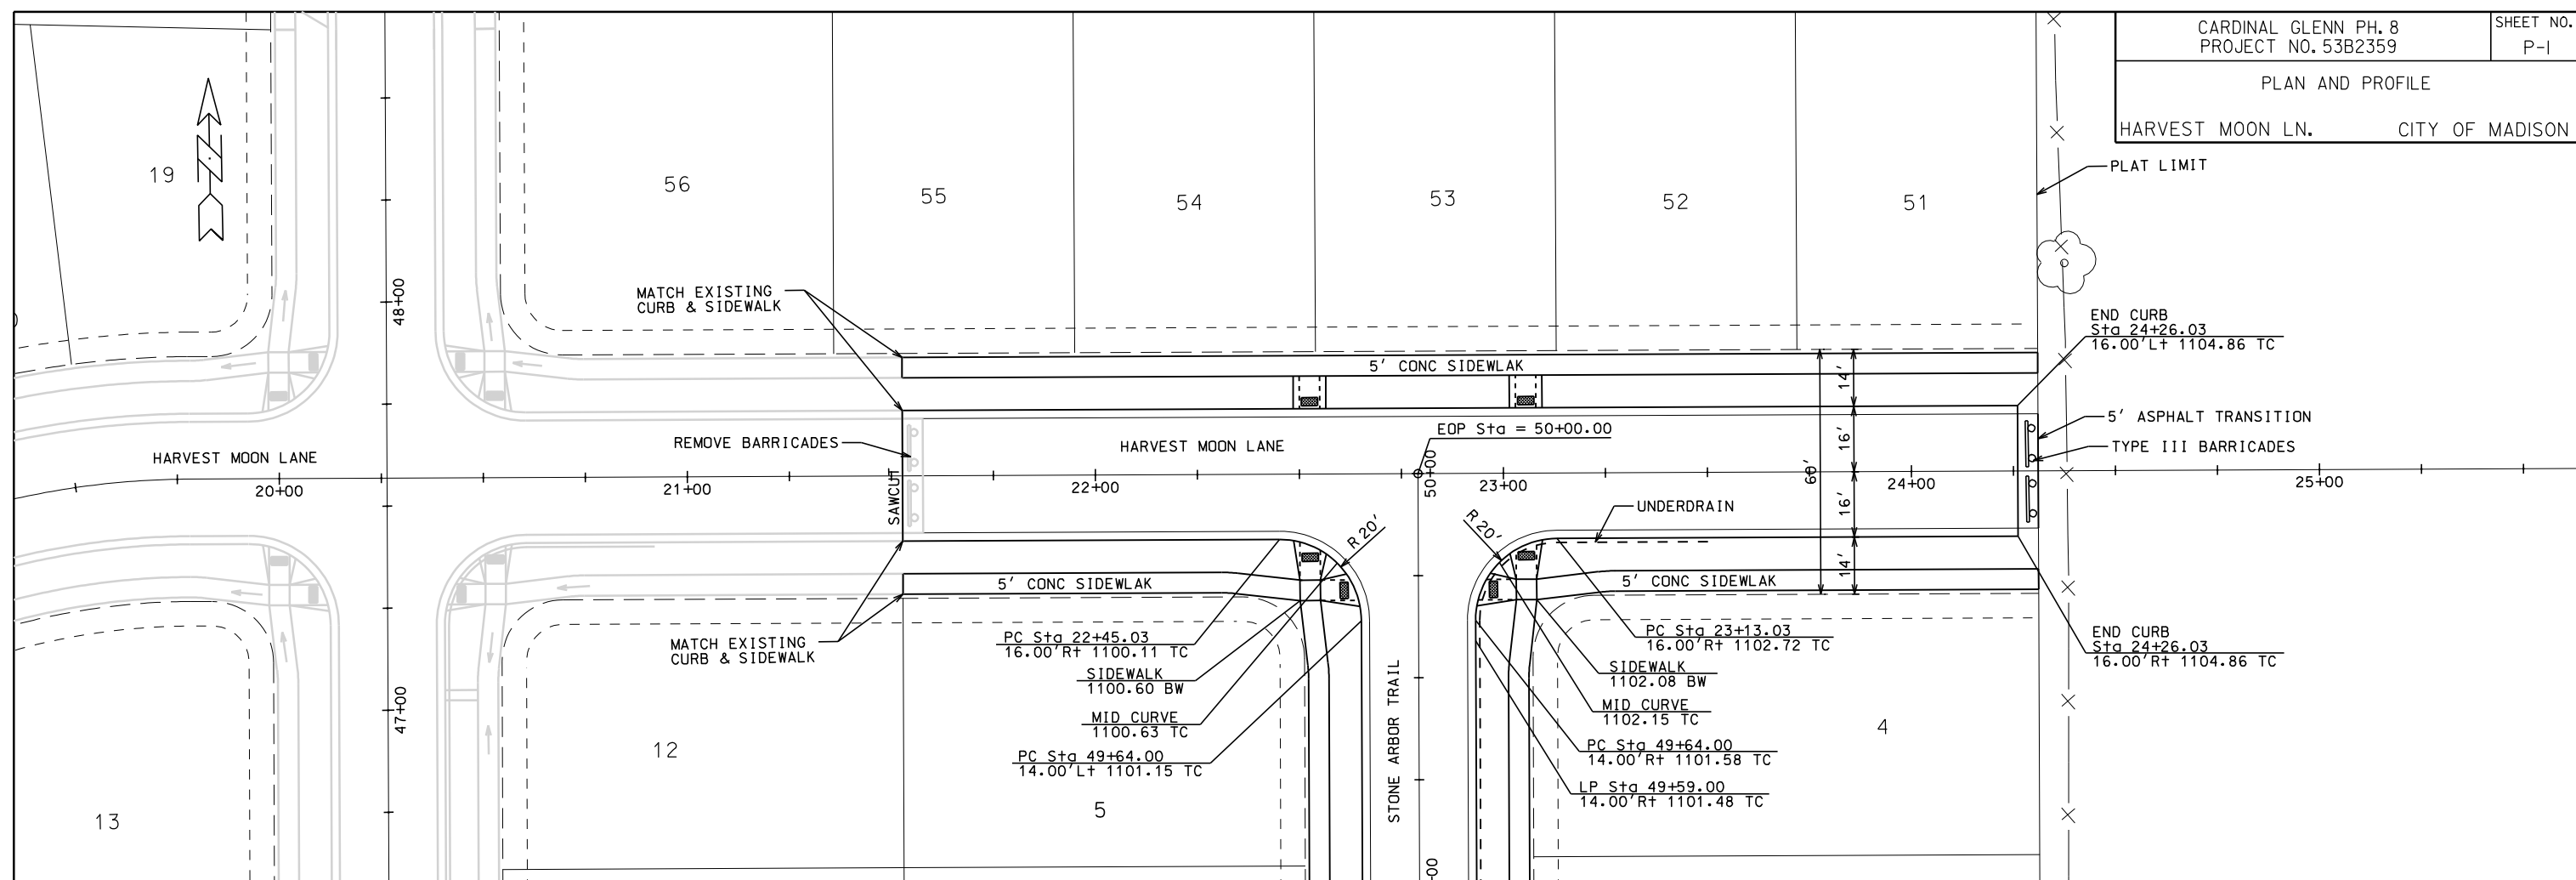 CARDINAL GLENN PH. 8
PROJECT NO. 53B2359
SHEET NO.
P-1
PLAN AND PROFILE
HARVEST MOON LN.
CITY OF MADISON
PLAT LIMIT
19
56
55
54
53
52
51
MATCH EXISTING
CURB & SIDEWALK
48+00
END CURB
Sta 24+26.03
16.00'Lt 1104.86 TC
5' CONC SIDEWLAK
14'
5' ASPHALT TRANSITION
REMOVE BARRICADES
HARVEST MOON LANE
EOP Sta = 50+00.00
16'
TYPE III BARRICADES
HARVEST MOON LANE
60'
20+00
21+00
22+00
50+00
23+00
24+00
25+00
SAWCUT
R 20'
R 20'
UNDERDRAIN
16'
5' CONC SIDEWLAK
5' CONC SIDEWLAK
14'
MATCH EXISTING
CURB & SIDEWALK
PC Sta 22+45.03
16.00'Rt 1100.11 TC
SIDEWALK
1100.60 BW
MID CURVE
1100.63 TC
PC Sta 49+64.00
14.00'Lt 1101.15 TC
STONE ARBOR TRAIL
PC Sta 23+13.03
16.00'Rt 1102.72 TC
SIDEWALK
1102.08 BW
MID CURVE
1102.15 TC
PC Sta 49+64.00
14.00'Rt 1101.58 TC
LP Sta 49+59.00
14.00'Rt 1101.48 TC
END CURB
Sta 24+26.03
16.00'Rt 1104.86 TC
47+00
12
4
5
13